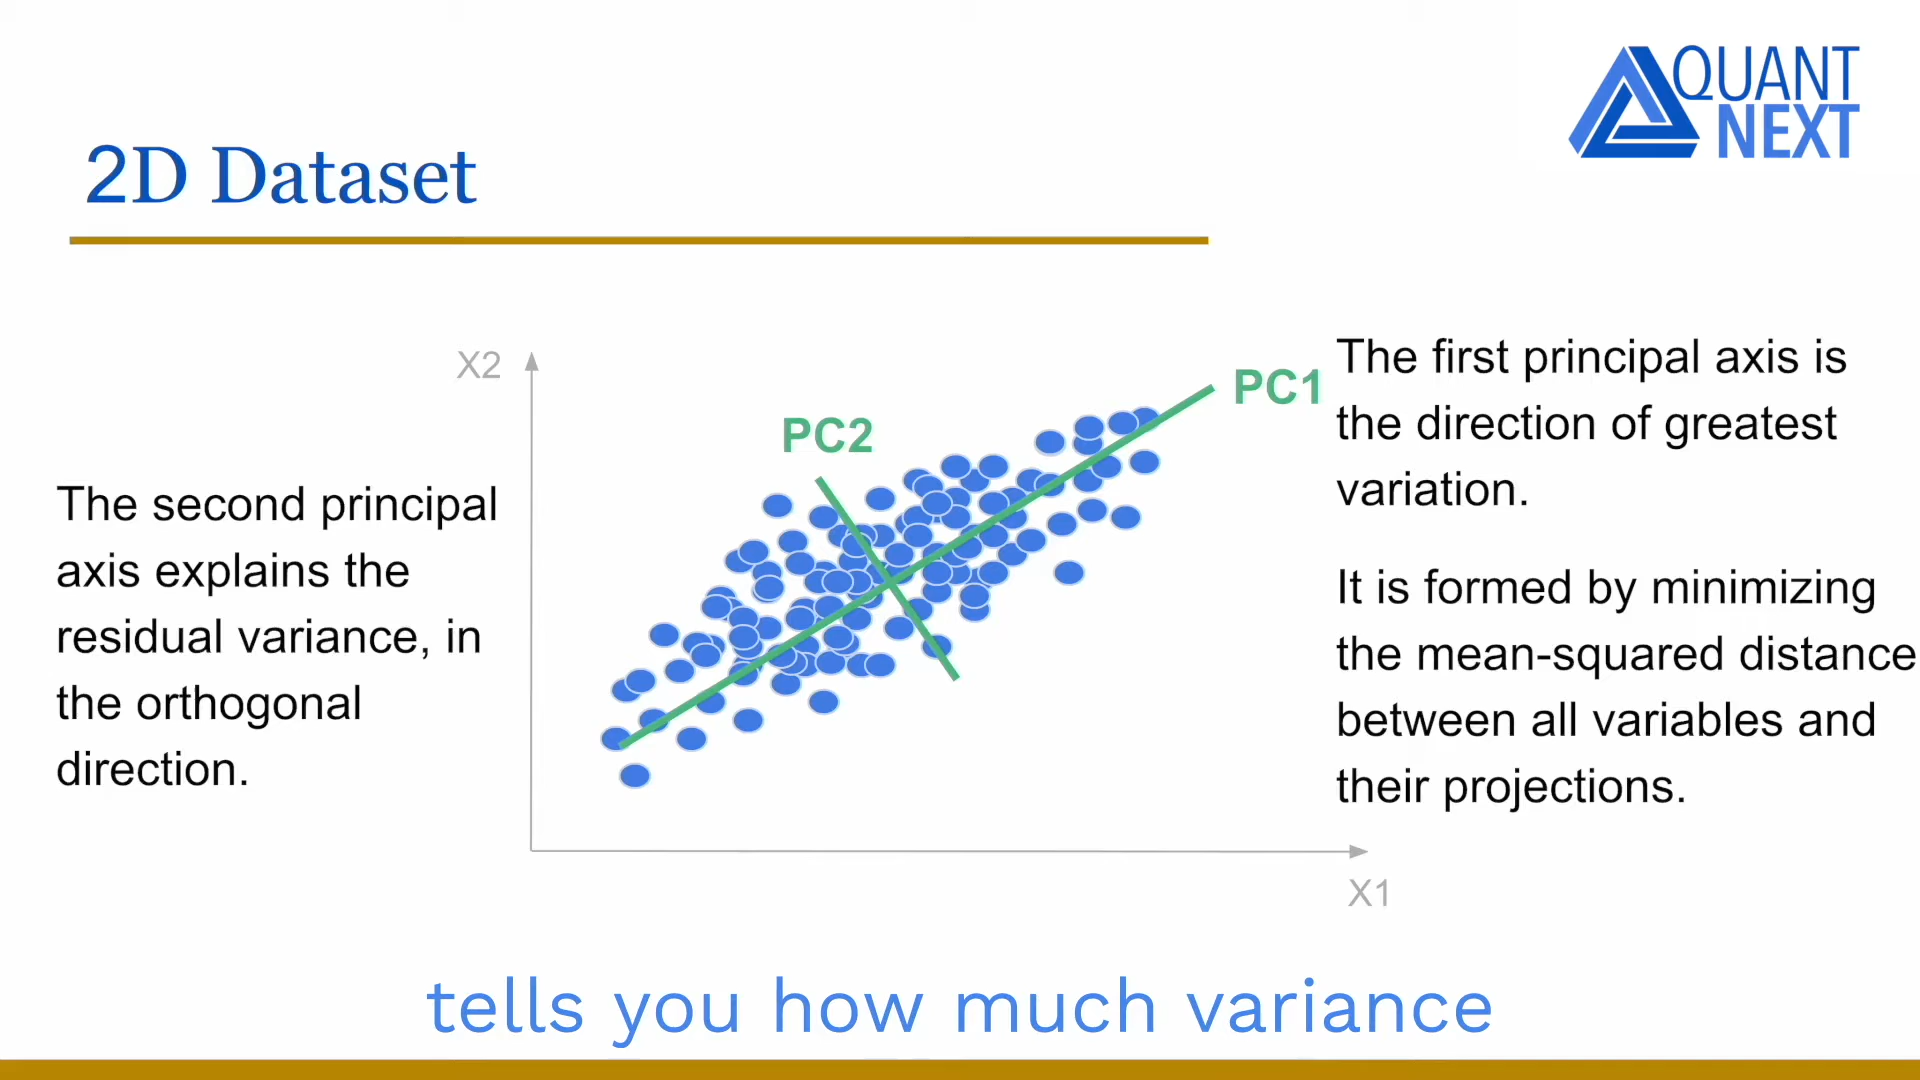 QUANT
NEXT
2D Dataset
X2
PC2
PC1
The second principal
axis explains the
residual variance, in
the orthogonal
direction.
The first principal axis is
the direction of greatest
variation.
It is formed by minimizing
the mean-squared distance
between all variables and
their projections.
X1
tells you how much variance